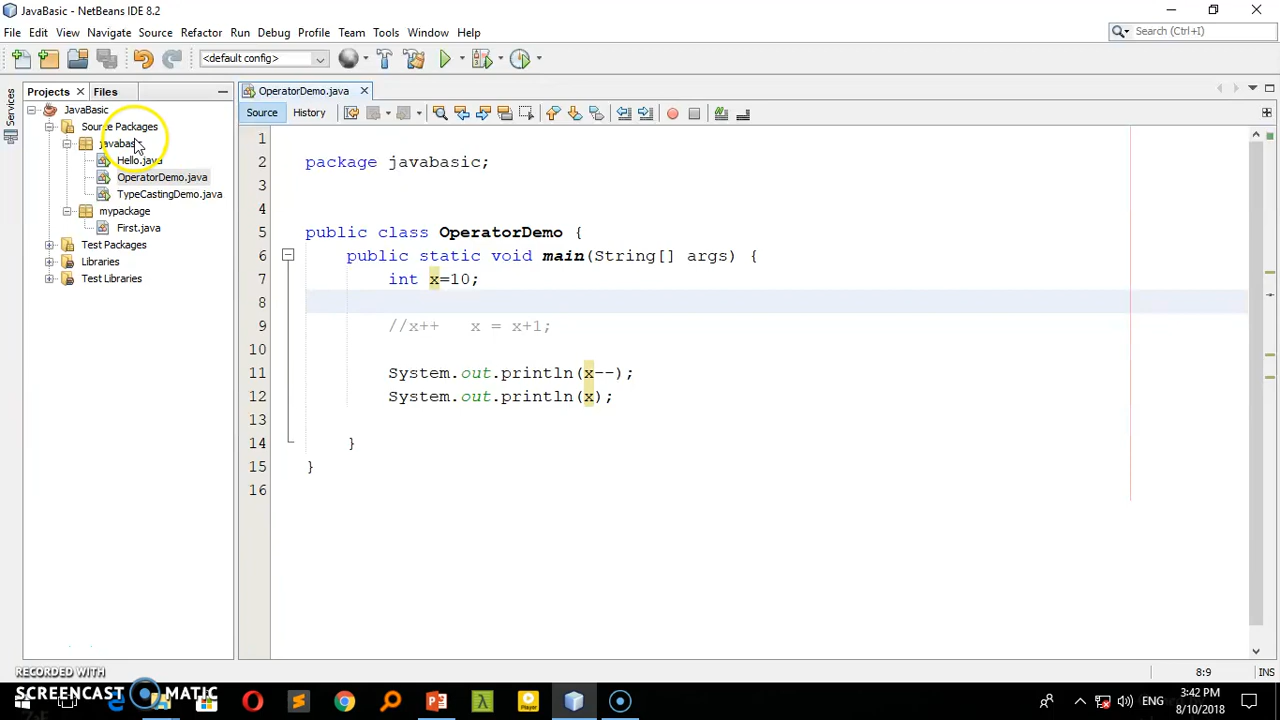 JavaBasic - NetBeans IDE 8.2
File Edit View Navigate Source Refactor Run Debug Profile Team Tools Window Help
Search (Ctrl+I)
<default config>
Services
Projects
Files
JavaBasic
Source Packages
javabasic
Hello.java
OperatorDemo.java
TypeCastingDemo.java
mypackage
First.java
Test Packages
Libraries
Test Libraries
OperatorDemo.java
Source History
1
2 package javabasic;
3
4
5 public class OperatorDemo {
6 public static void main(String[] args) {
7 int x=10;
8
9 //x++ x = x+1;
10
11 System.out.println(x--);
12 System.out.println(x);
13
14 }
15 }
16
8:9 INS
RECORDED WITH
SCREENCAST MATIC
Player
ENG
3:42 PM
8/10/2018